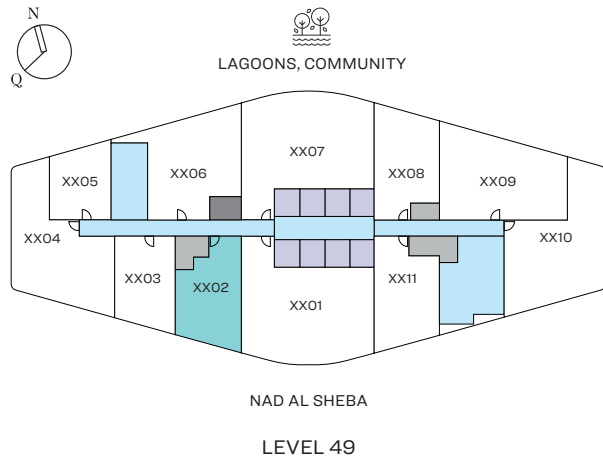 N
Q
LAGOONS, COMMUNITY
XX07
XX06
XX08
XX05
XX09
XX04
XX10
XX03
XX02
XX11
XX01
NAD AL SHEBA
LEVEL 49